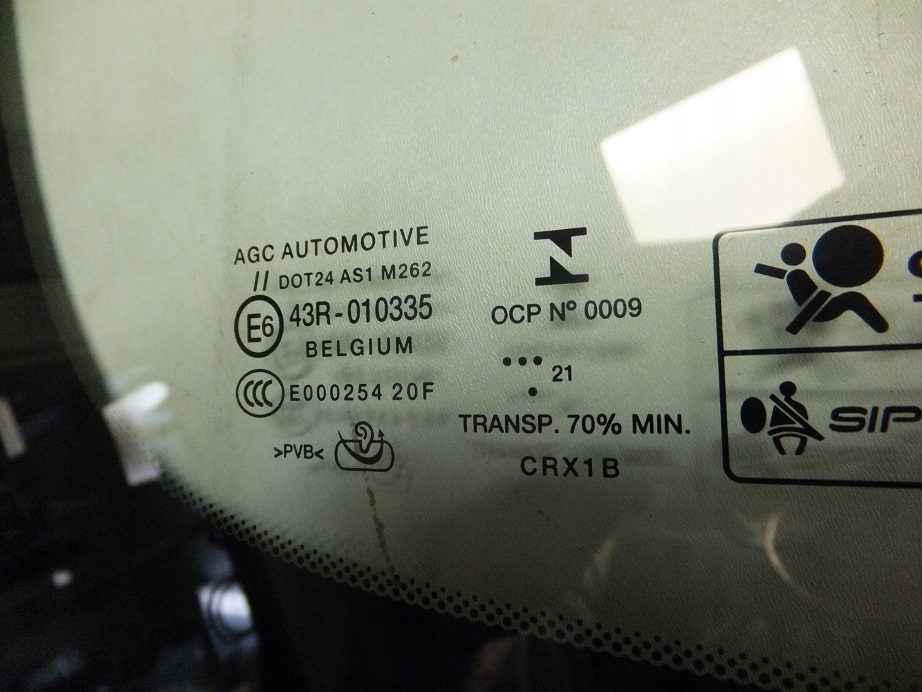 AGC AUTOMOTIVE
// DOT24 AS1 M262
E6 43R-010335
BELGIUM
CCC E000254 20F
>PVB<
OCP Nº 0009
•••• 21
TRANSP. 70% MIN.
CRX1B
SIP